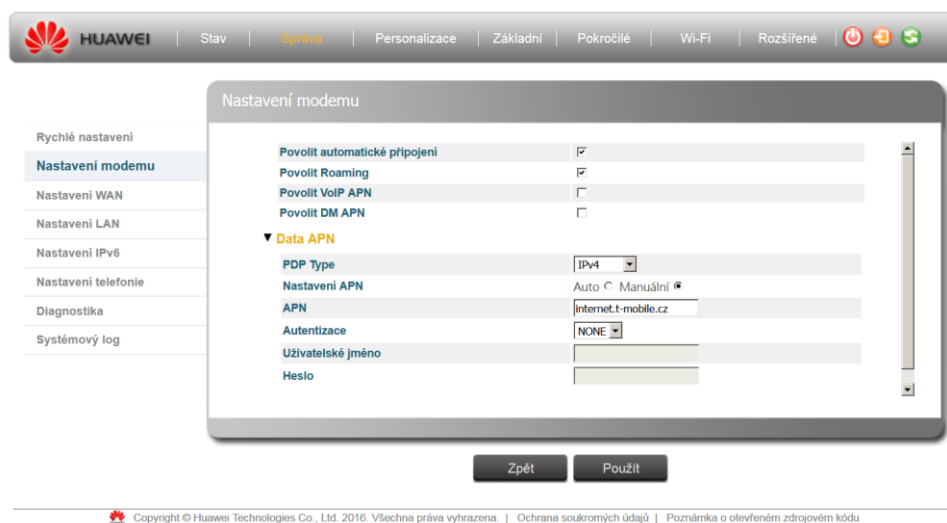 HUAWEI | Stav | Správa | Personalizace | Základní | Pokročilé | Wi-Fi | Rozšířené
Nastavení modemu
Rychlé nastavení
Nastavení modemu
Nastavení WAN
Nastavení LAN
Nastavení IPv6
Nastavení telefonie
Diagnostika
Systémový log
Povolit automatické připojení
Povolit Roaming
Povolit VoIP APN
Povolit DM APN
Data APN
PDP Type IPv4
Nastavení APN Auto Manuální
APN internet.t-mobile.cz
Autentizace NONE
Uživatelské jméno
Heslo
Zpět Použít
Copyright © Huawei Technologies Co., Ltd. 2016. Všechna práva vyhrazena. | Ochrana soukromých údajů | Poznámka o otevřeném zdrojovém kódu